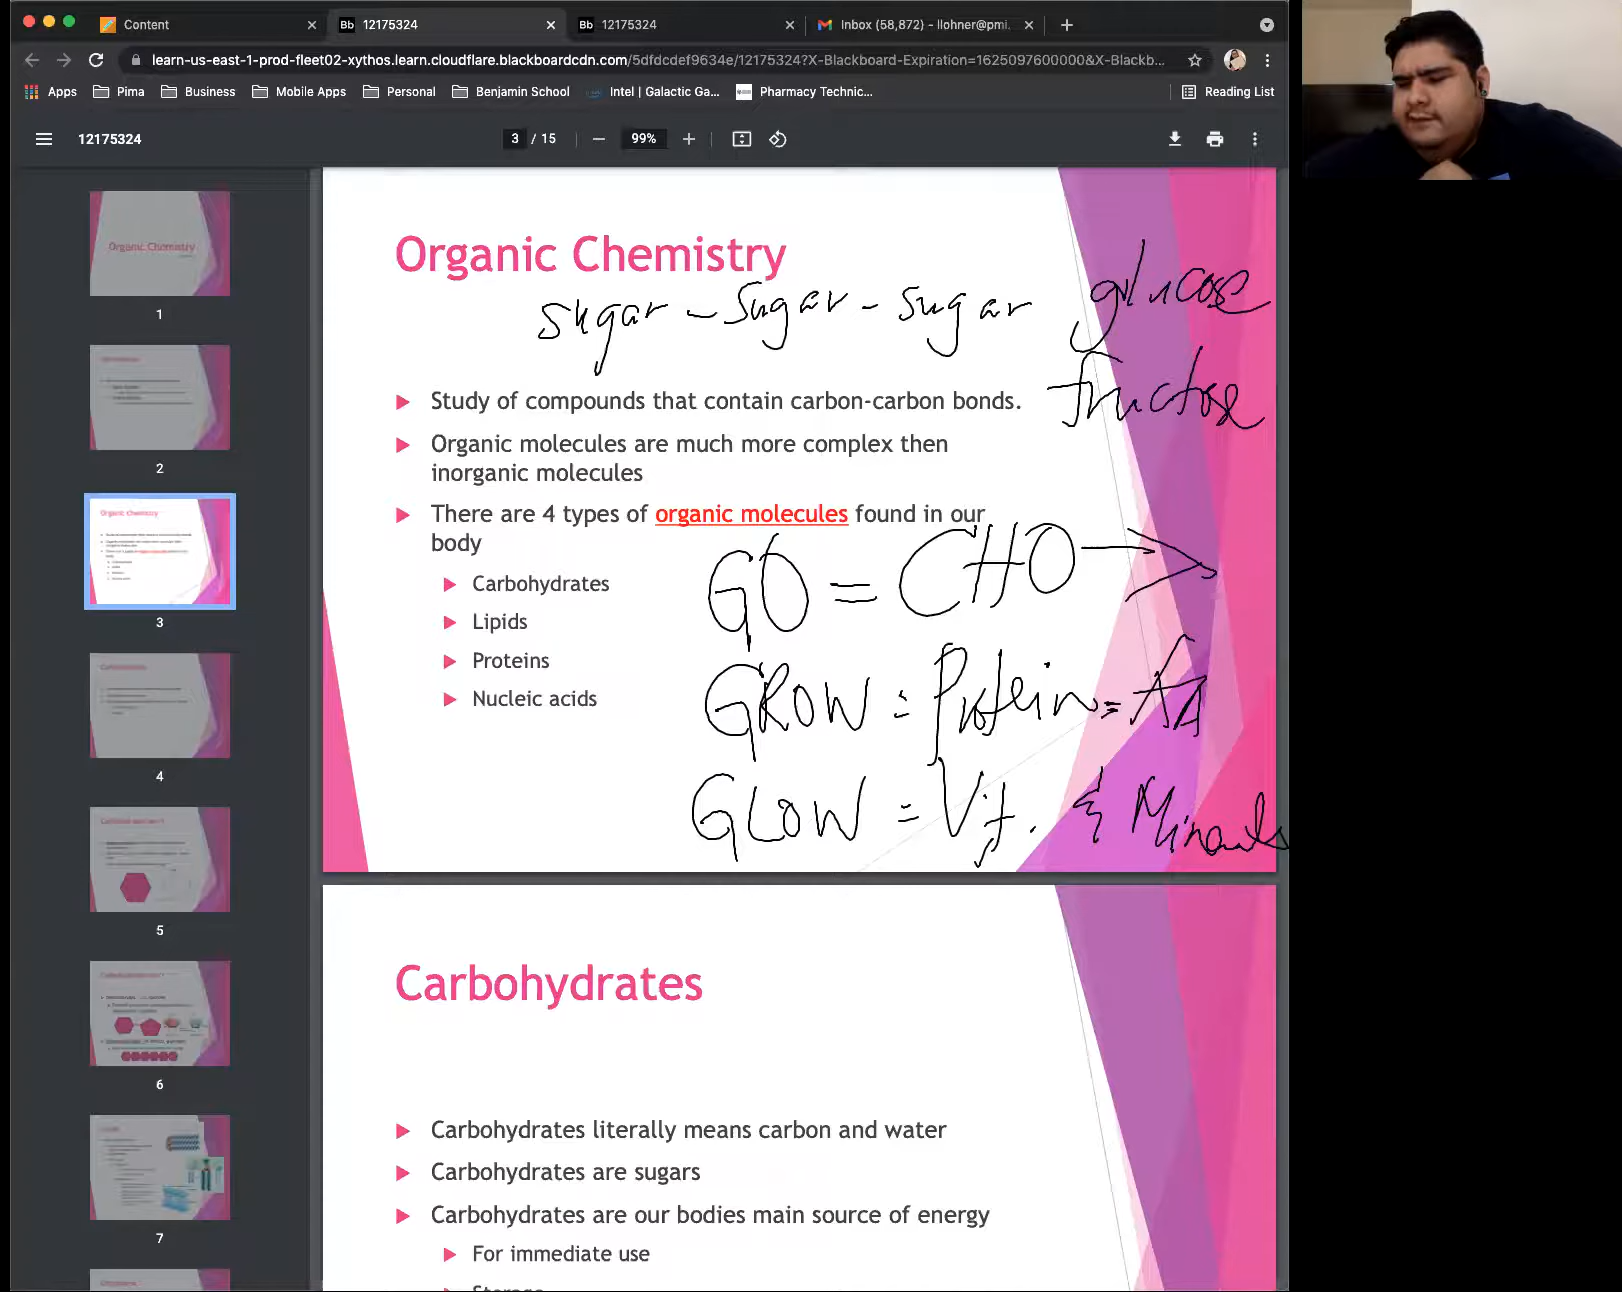 Content
12175324
12175324
Inbox (58,872) - llohner@pmi.
learn-us-east-1-prod-fleet02-xythos.learn.cloudflare.blackboardcdn.com/5dfdcdef9634e/12175324?X-Blackboard-Expiration=1625097600000&X-Blackb...
Apps Pima Business Mobile Apps Personal Benjamin School Intel | Galactic Ga... Pharmacy Technic... Reading List
12175324 3 / 15 99%
Organic Chemistry
1
2
Organic Chemistry
3
4
5
6
7
Organic Chemistry
sugar - sugar - sugar
glucose
fructose
Study of compounds that contain carbon-carbon bonds.
Organic molecules are much more complex then
inorganic molecules
There are 4 types of organic molecules found in our
body
Carbohydrates
Lipids
Proteins
Nucleic acids
GO = CHO
GROW = Protein = AA
GLOW = Vit. & Minerals
Carbohydrates
Carbohydrates literally means carbon and water
Carbohydrates are sugars
Carbohydrates are our bodies main source of energy
For immediate use
Storage